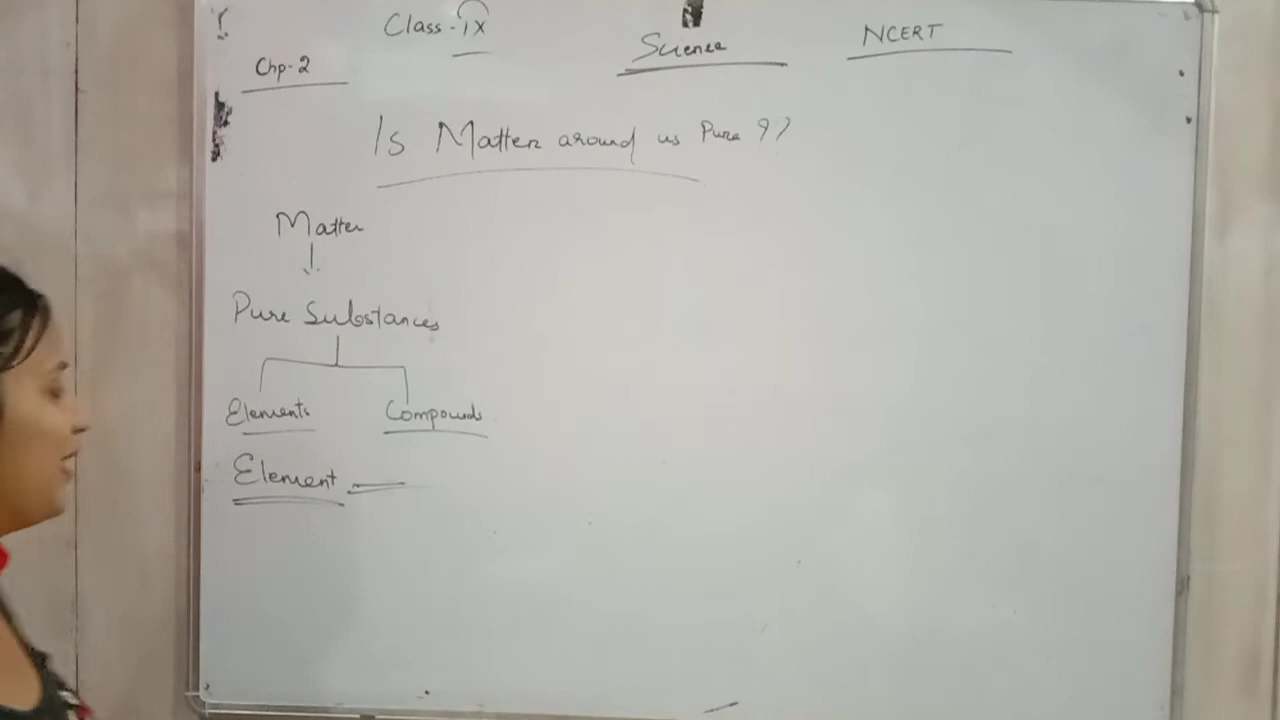 Class - IX
Science
NCERT
Chp-2
Is Matter around us Pure ??
Matter
Pure Substances
Elements Compounds
Element